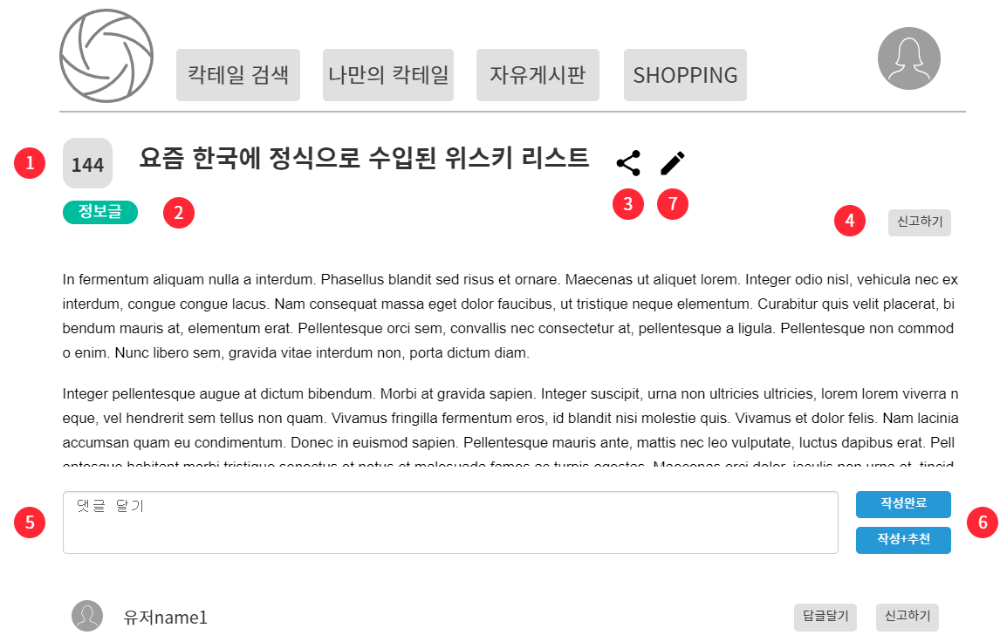 칵테일 검색
나만의 칵테일
자유게시판
SHOPPING
1
144
요즘 한국에 정식으로 수입된 위스키 리스트
정보글
2
3
7
4
신고하기
In fermentum aliquam nulla a interdum. Phasellus blandit sed risus et ornare. Maecenas ut aliquet lorem. Integer odio nisl, vehicula nec ex
interdum, congue congue lacus. Nam consequat massa eget dolor faucibus, ut tristique neque elementum. Curabitur quis velit placerat, bi
bendum mauris at, elementum erat. Pellentesque orci sem, convallis nec consectetur at, pellentesque a ligula. Pellentesque non commod
o enim. Nunc libero sem, gravida vitae interdum non, porta dictum diam.
Integer pellentesque augue at dictum bibendum. Morbi at gravida sapien. Integer suscipit, urna non ultricies ultricies, lorem lorem viverra n
eque, vel hendrerit sem tellus non quam. Vivamus fringilla fermentum eros, id blandit nisi molestie quis. Vivamus et dolor felis. Nam lacinia
accumsan quam eu condimentum. Donec in euismod sapien. Pellentesque mauris ante, mattis nec leo vulputate, luctus dapibus erat. Pell
entesque habitant morbi tristique senectus et netus et malesuada fames ac turpis egestas. Maecenas orci dolor, iaculis non urna et, tincid
5
댓글 달기
작성완료
작성+추천
6
유저name1
답글달기
신고하기